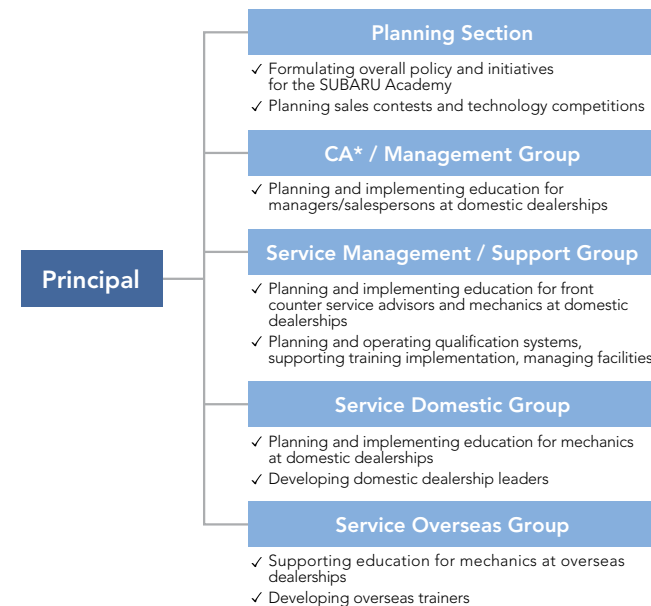 Planning Section
✓ Formulating overall policy and initiatives
for the SUBARU Academy
✓ Planning sales contests and technology competitions
CA* / Management Group
✓ Planning and implementing education for
managers/salespersons at domestic dealerships
Principal
Service Management / Support Group
✓ Planning and implementing education for front
counter service advisors and mechanics at domestic
dealerships
✓ Planning and operating qualification systems,
supporting training implementation, managing facilities
Service Domestic Group
✓ Planning and implementing education for mechanics
at domestic dealerships
✓ Developing domestic dealership leaders
Service Overseas Group
✓ Supporting education for mechanics at overseas
dealerships
✓ Developing overseas trainers